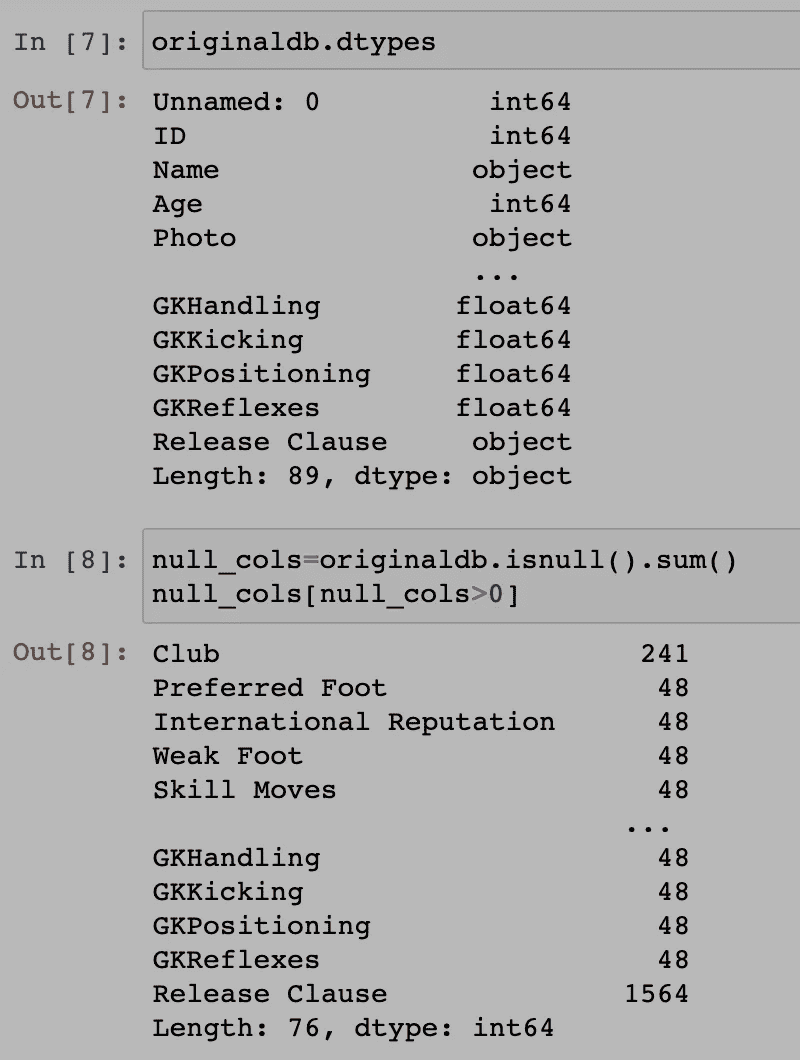 In [7]: originaldb.dtypes
Out[7]: Unnamed: 0 int64
ID int64
Name object
Age int64
Photo object
...
GKHandling float64
GKKicking float64
GKPositioning float64
GKReflexes float64
Release Clause object
Length: 89, dtype: object
In [8]: null_cols=originaldb.isnull().sum()
null_cols[null_cols>0]
Out[8]: Club 241
Preferred Foot 48
International Reputation 48
Weak Foot 48
Skill Moves 48
...
GKHandling 48
GKKicking 48
GKPositioning 48
GKReflexes 48
Release Clause 1564
Length: 76, dtype: int64